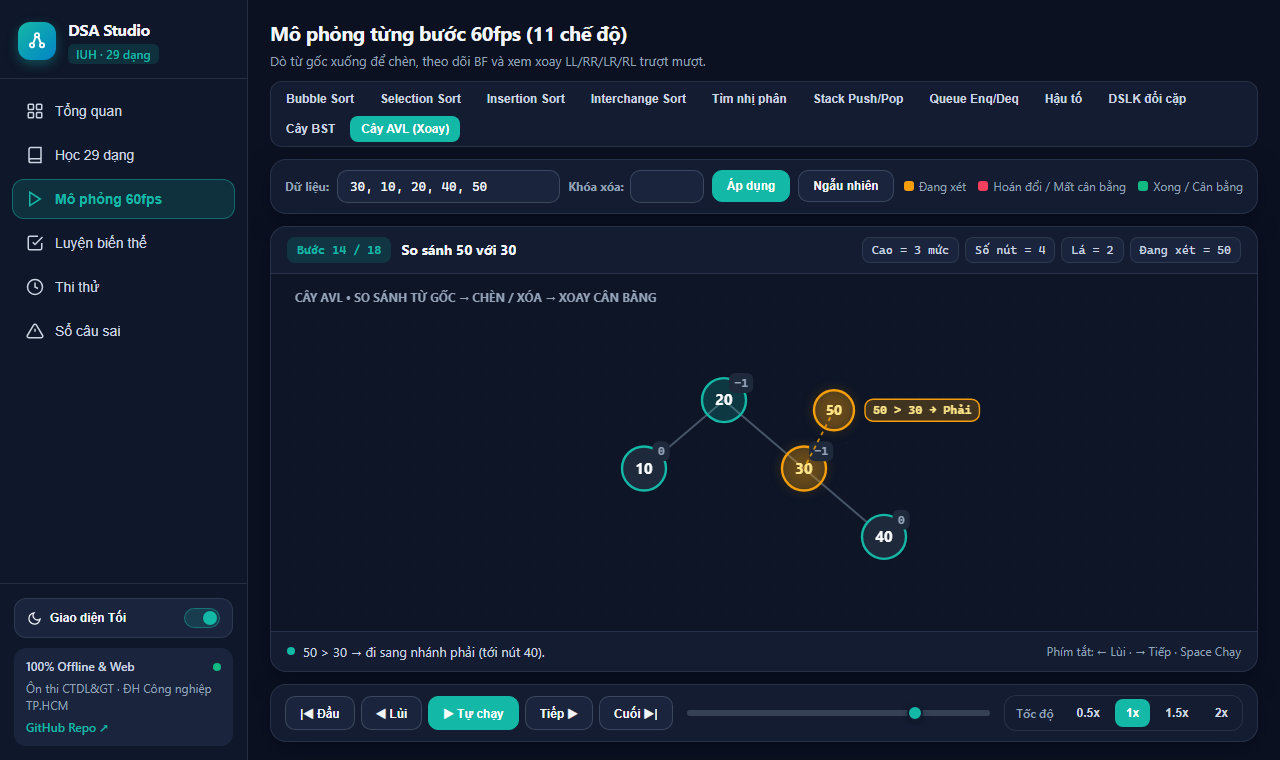 DSA Studio
IUH · 29 dạng
Tổng quan
Học 29 dạng
Mô phỏng 60fps
Luyện biến thể
Thi thử
Sổ câu sai
Giao diện Tối
100% Offline & Web
Ôn thi CTDL&GT · ĐH Công nghiệp
TP.HCM
GitHub Repo ↗
Mô phỏng từng bước 60fps (11 chế độ)
Dò từ gốc xuống để chèn, theo dõi BF và xem xoay LL/RR/LR/RL trượt mượt.
Bubble Sort Selection Sort Insertion Sort Interchange Sort Tìm nhị phân Stack Push/Pop Queue Enq/Deq Hậu tố DSLK đổi cặp
Cây BST Cây AVL (Xoay)
Dữ liệu: 30, 10, 20, 40, 50 Khóa xóa: Áp dụng Ngẫu nhiên Đang xét Hoán đổi / Mất cân bằng Xong / Cân bằng
Bước 14 / 18 So sánh 50 với 30 Cao = 3 mức Số nút = 4 Lá = 2 Đang xét = 50
CÂY AVL • SO SÁNH TỪ GỐC → CHÈN / XÓA → XOAY CÂN BẰNG
−1
20
50 50 > 30 → Phải
0
−1
10
30
0
40
50 > 30 → đi sang nhánh phải (tới nút 40). Phím tắt: ← Lùi · → Tiếp · Space Chạy
|◀ Đầu ◀ Lùi ▶ Tự chạy Tiếp ▶ Cuối ▶| Tốc độ 0.5x 1x 1.5x 2x